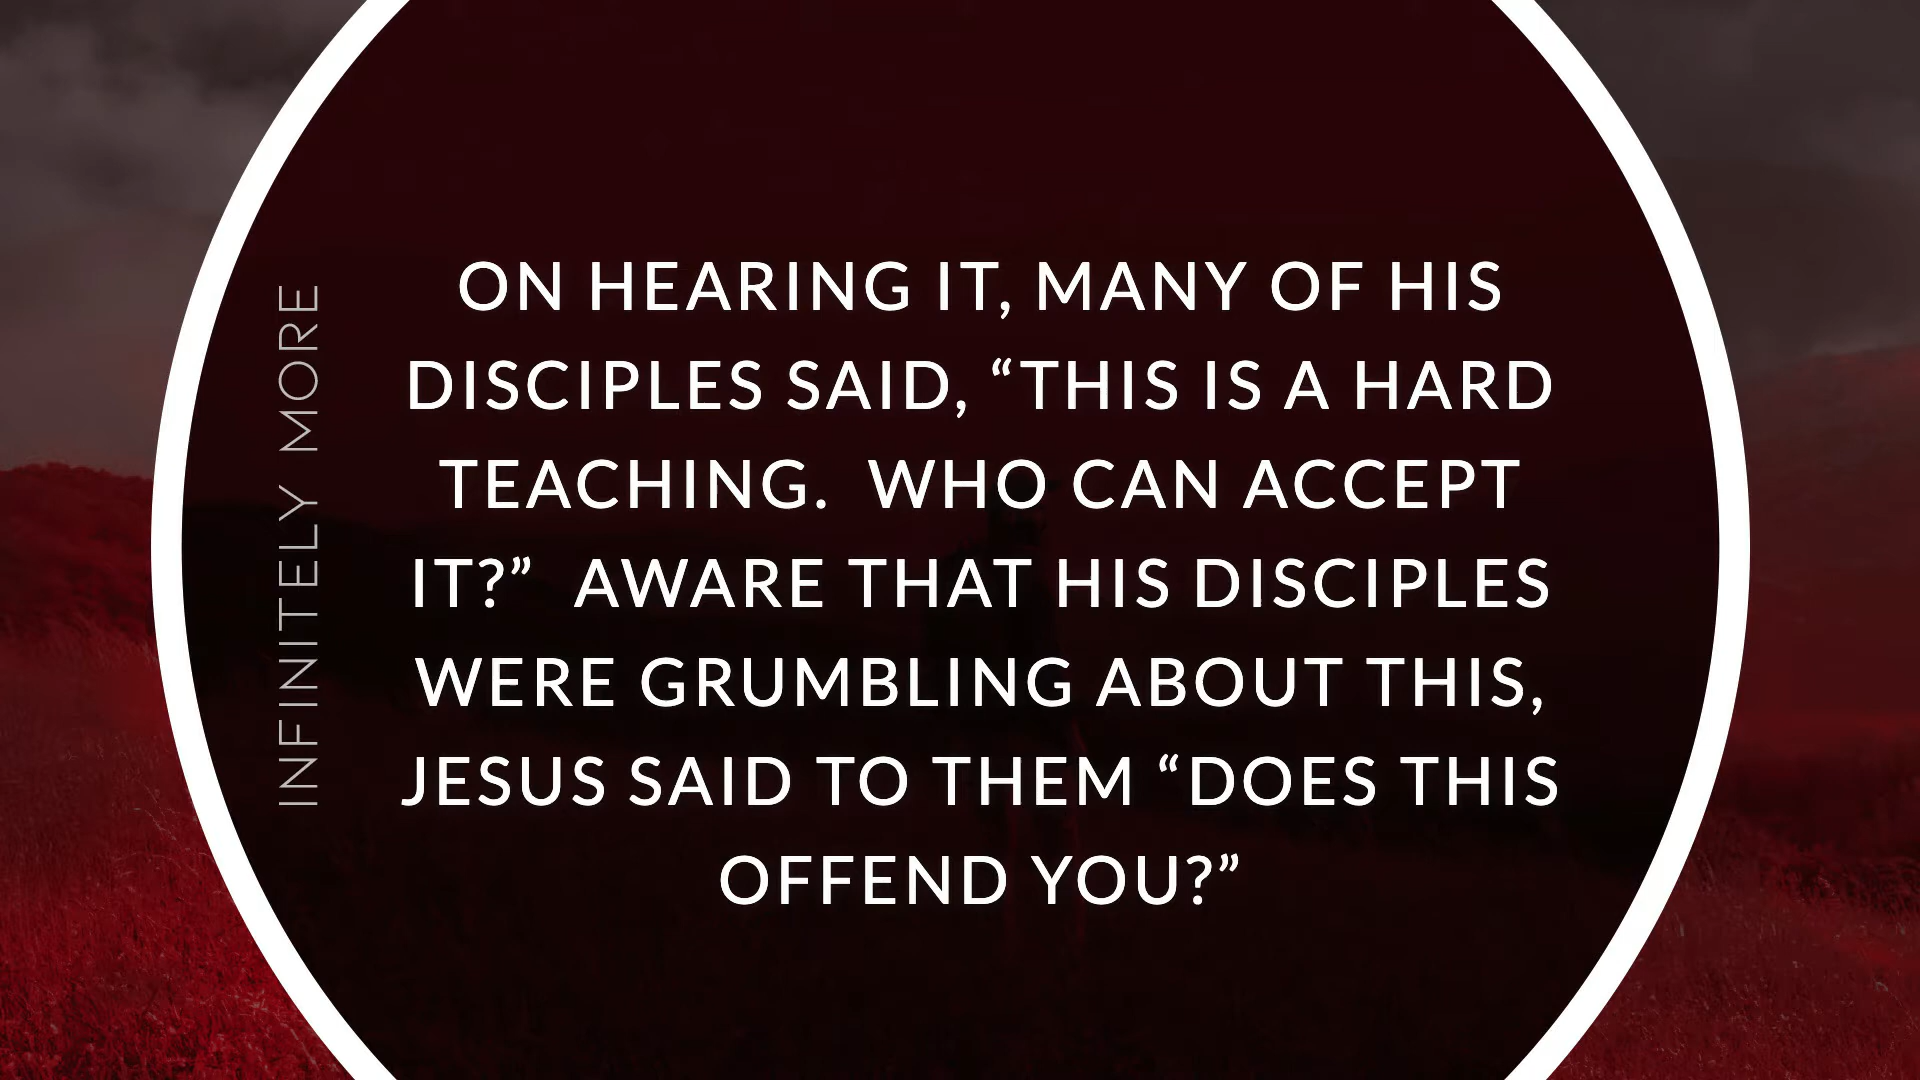 INFINITELY MORE
ON HEARING IT, MANY OF HIS
DISCIPLES SAID, “THIS IS A HARD
TEACHING.  WHO CAN ACCEPT
IT?”  AWARE THAT HIS DISCIPLES
WERE GRUMBLING ABOUT THIS,
JESUS SAID TO THEM “DOES THIS
OFFEND YOU?”